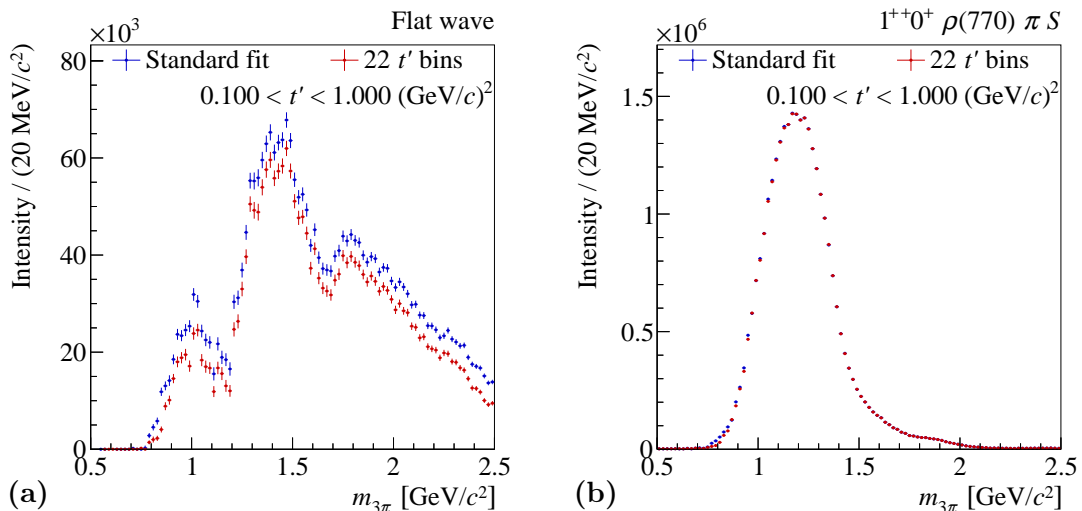 ×10³ Flat wave
Standard fit 22 t′ bins
0.100 < t′ < 1.000 (GeV/c)²
Intensity / (20 MeV/c²)
80
60
40
20
0
0.5 1 1.5 2 2.5
m₃π [GeV/c²]
(a)
×10⁶ 1⁺⁺0⁺ ρ(770) π S
Standard fit 22 t′ bins
0.100 < t′ < 1.000 (GeV/c)²
Intensity / (20 MeV/c²)
1.5
1
0.5
0
0.5 1 1.5 2 2.5
m₃π [GeV/c²]
(b)